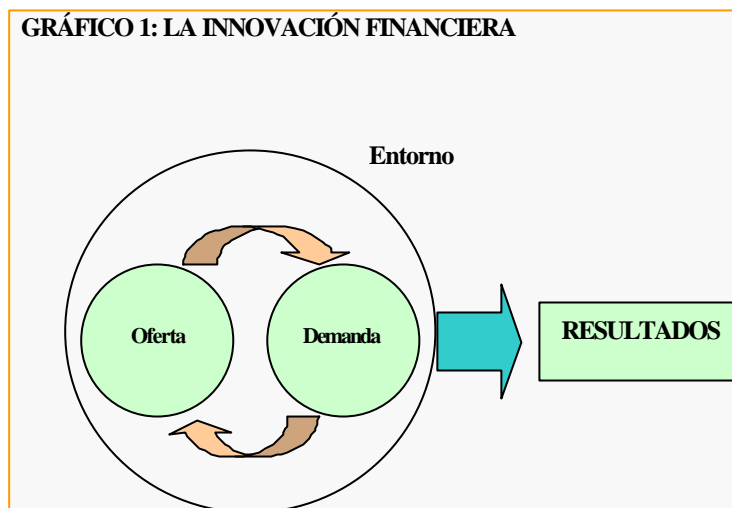 GRÁFICO 1: LA INNOVACIÓN FINANCIERA
Entorno
Oferta
Demanda
RESULTADOS